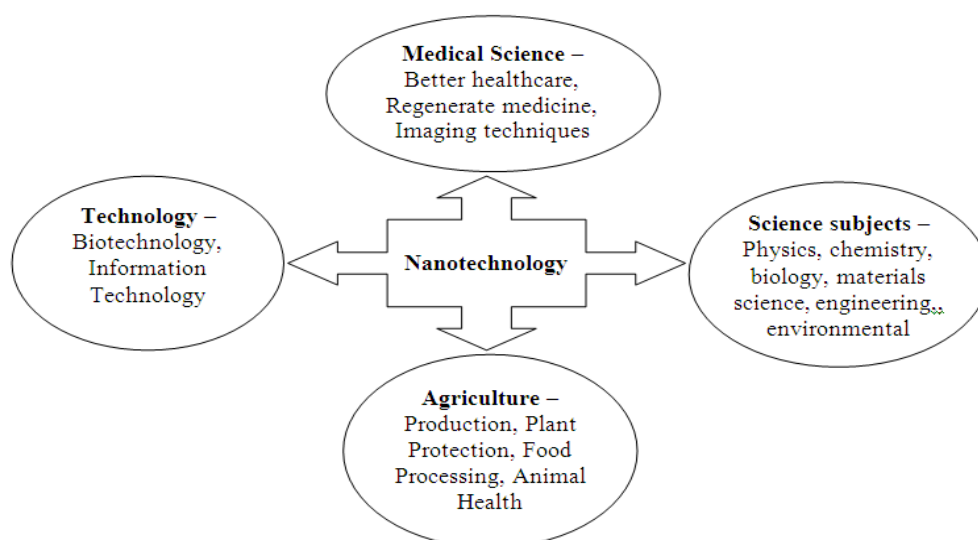 Medical Science –
Better healthcare,
Regenerate medicine,
Imaging techniques
Technology –
Biotechnology,
Information
Technology
Nanotechnology
Science subjects –
Physics, chemistry,
biology, materials
science, engineering,,
environmental
Agriculture –
Production, Plant
Protection, Food
Processing, Animal
Health